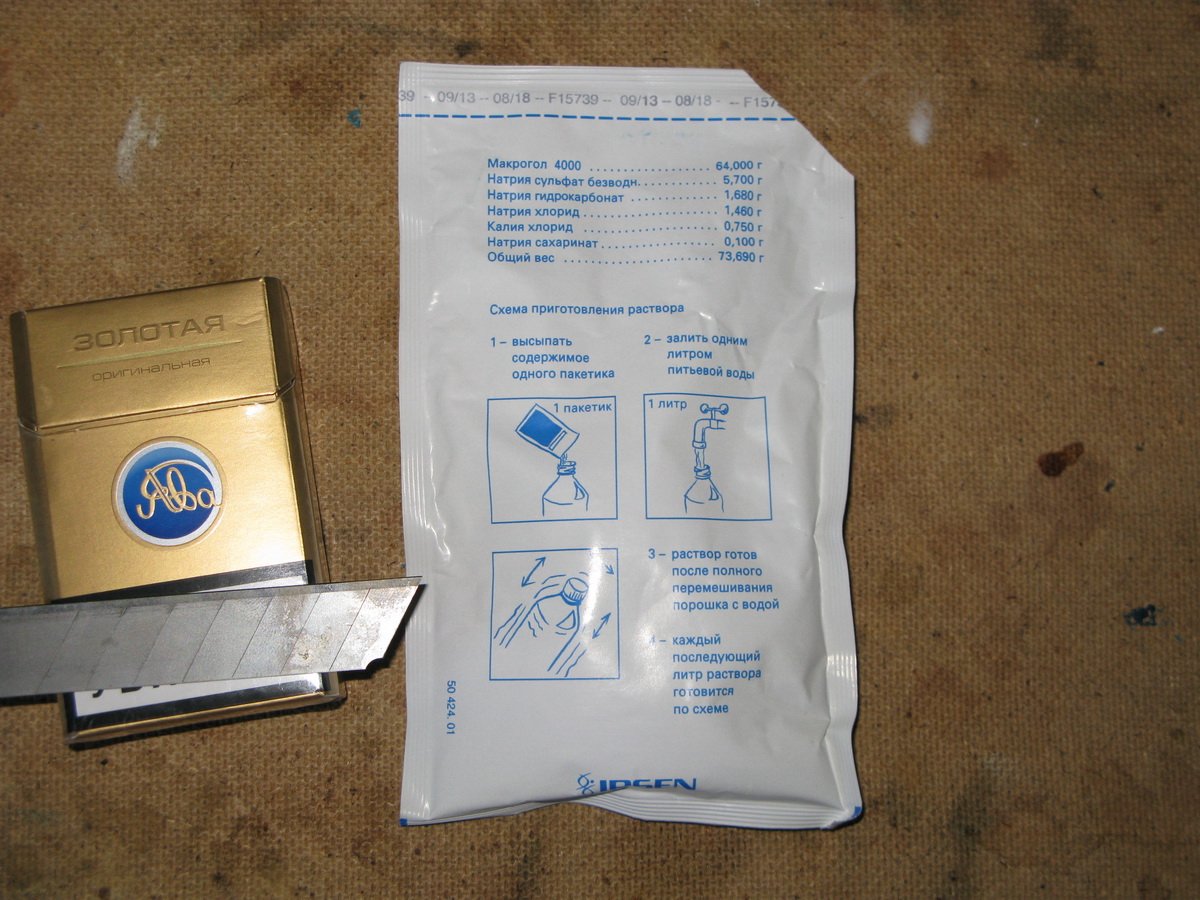 39 -- 09/13 -- 08/18 -- F15739 -- 09/13 -- 08/18 - -- F157
Макрогол 4000 .................... 64,000 г
Натрия сульфат безводн. ............ 5,700 г
Натрия гидрокарбонат .............. 1,680 г
Натрия хлорид .................... 1,460 г
Калия хлорид .................... 0,750 г
Натрия сахаринат ................ 0,100 г
Общий вес .................... 73,690 г
Схема приготовления раствора
1 – высыпать
содержимое
одного пакетика
2 – залить одним
литром
питьевой воды
1 пакетик
1 литр
3 – раствор готов
после полного
перемешивания
порошка с водой
4 – каждый
последующий
литр раствора
готовится
по схеме
50 424.01
IPSEN
ЗОЛОТАЯ
оригинальная
Ява